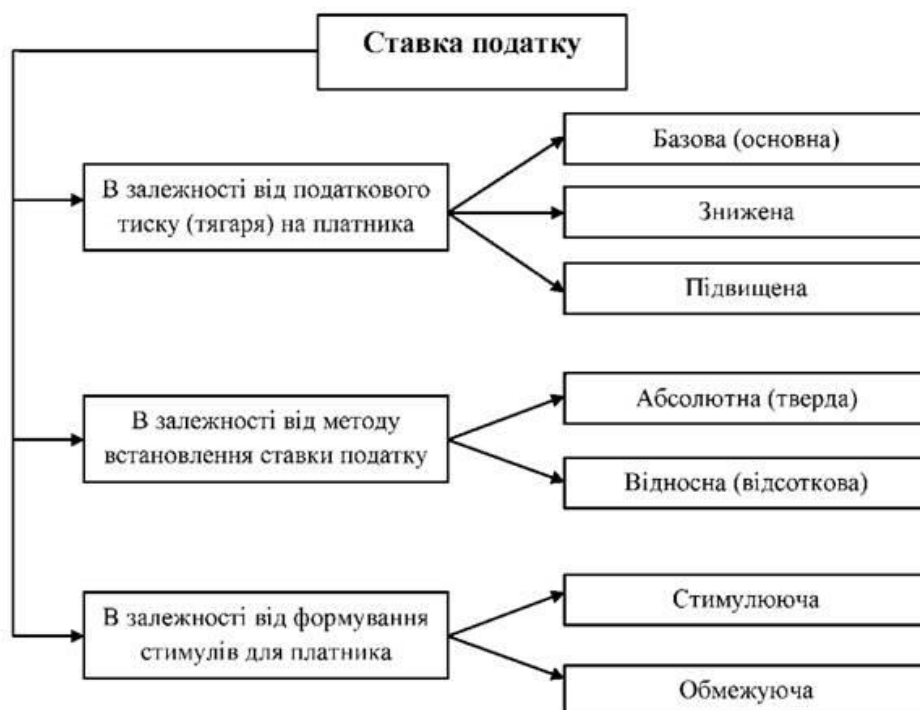 Ставка податку
В залежності від податкового
тиску (тягаря) на платника
Базова (основна)
Знижена
Підвищена
В залежності від методу
встановлення ставки податку
Абсолютна (тверда)
Відносна (відсоткова)
В залежності від формування
стимулів для платника
Стимулююча
Обмежуюча